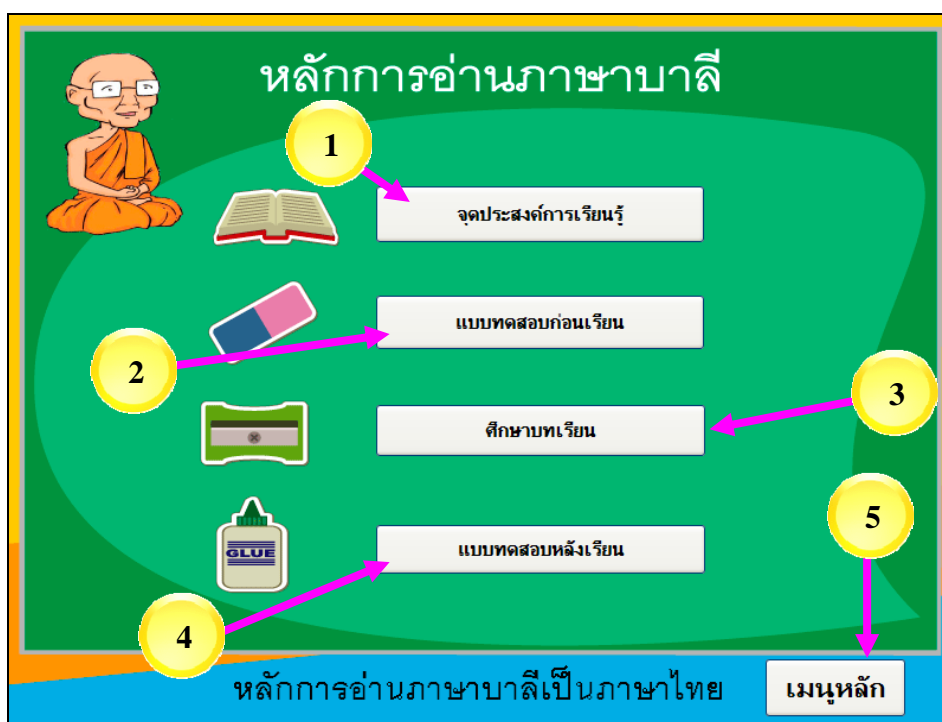 หลักการอ่านภาษาบาลี
1
จุดประสงค์การเรียนรู้
แบบทดสอบก่อนเรียน
2
ศึกษาบทเรียน
3
5
GLUE
แบบทดสอบหลังเรียน
4
หลักการอ่านภาษาบาลีเป็นภาษาไทย
เมนูหลัก